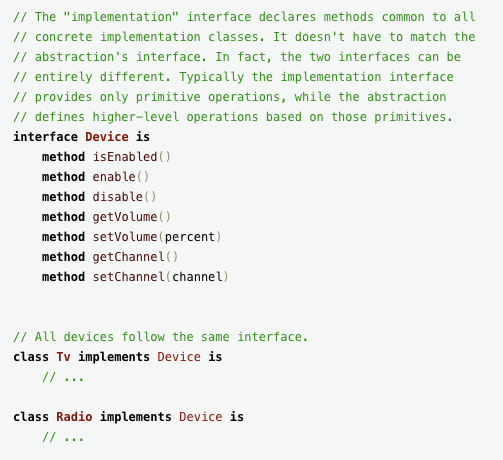 // The "implementation" interface declares methods common to all
// concrete implementation classes. It doesn't have to match the
// abstraction's interface. In fact, the two interfaces can be
// entirely different. Typically the implementation interface
// provides only primitive operations, while the abstraction
// defines higher-level operations based on those primitives.
interface Device is
    method isEnabled()
    method enable()
    method disable()
    method getVolume()
    method setVolume(percent)
    method getChannel()
    method setChannel(channel)
// All devices follow the same interface.
class Tv implements Device is
    // ...
class Radio implements Device is
    // ...